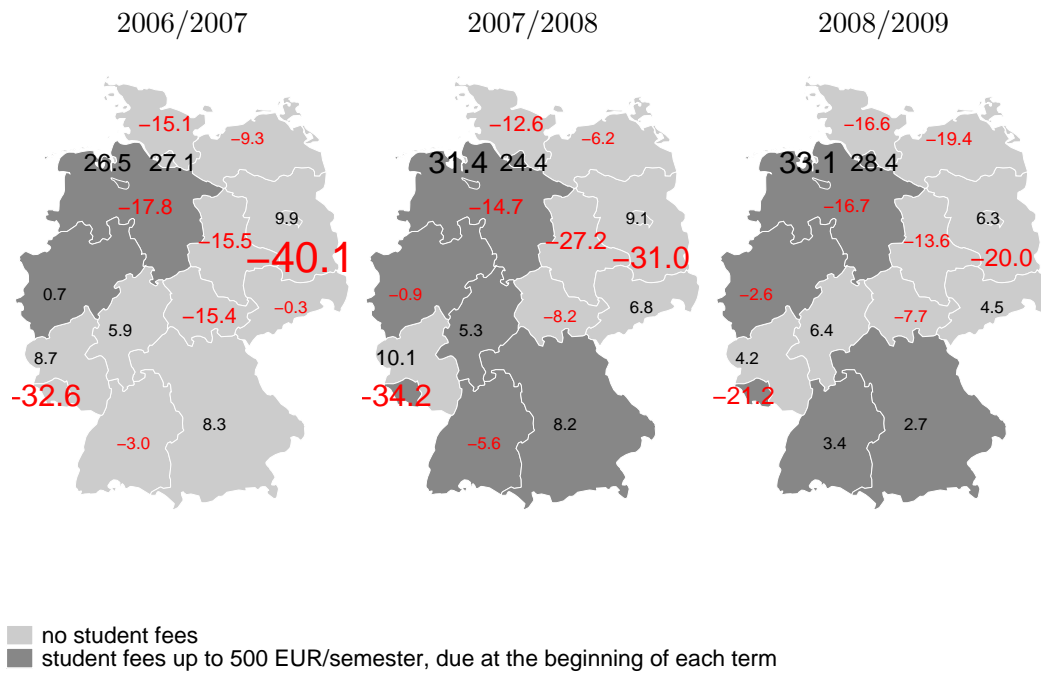 2006/2007 2007/2008 2008/2009
−15.1 −9.3 −12.6 −6.2 −16.6 −19.4
26.5 27.1 31.4 24.4 33.1 28.4
−17.8 9.9 −14.7 9.1 −16.7 6.3
−15.5 −40.1 −27.2 −31.0 −13.6 −20.0
0.7 −0.3 −0.9 6.8 −2.6 4.5
5.9 −15.4 5.3 −8.2 6.4 −7.7
8.7 10.1 4.2
-32.6 -34.2 −21.2
−3.0 8.3 −5.6 8.2 3.4 2.7
no student fees
student fees up to 500 EUR/semester, due at the beginning of each term